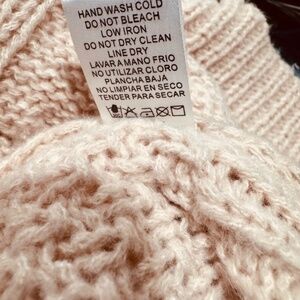 HAND WASH COLD
DO NOT BLEACH
LOW IRON
DO NOT DRY CLEAN
LINE DRY
LAVAR A MANO FRIO
NO UTILIZAR CLORO
PLANCHA BAJA
NO LIMPIAR EN SECO
TENDER PARA SECAR